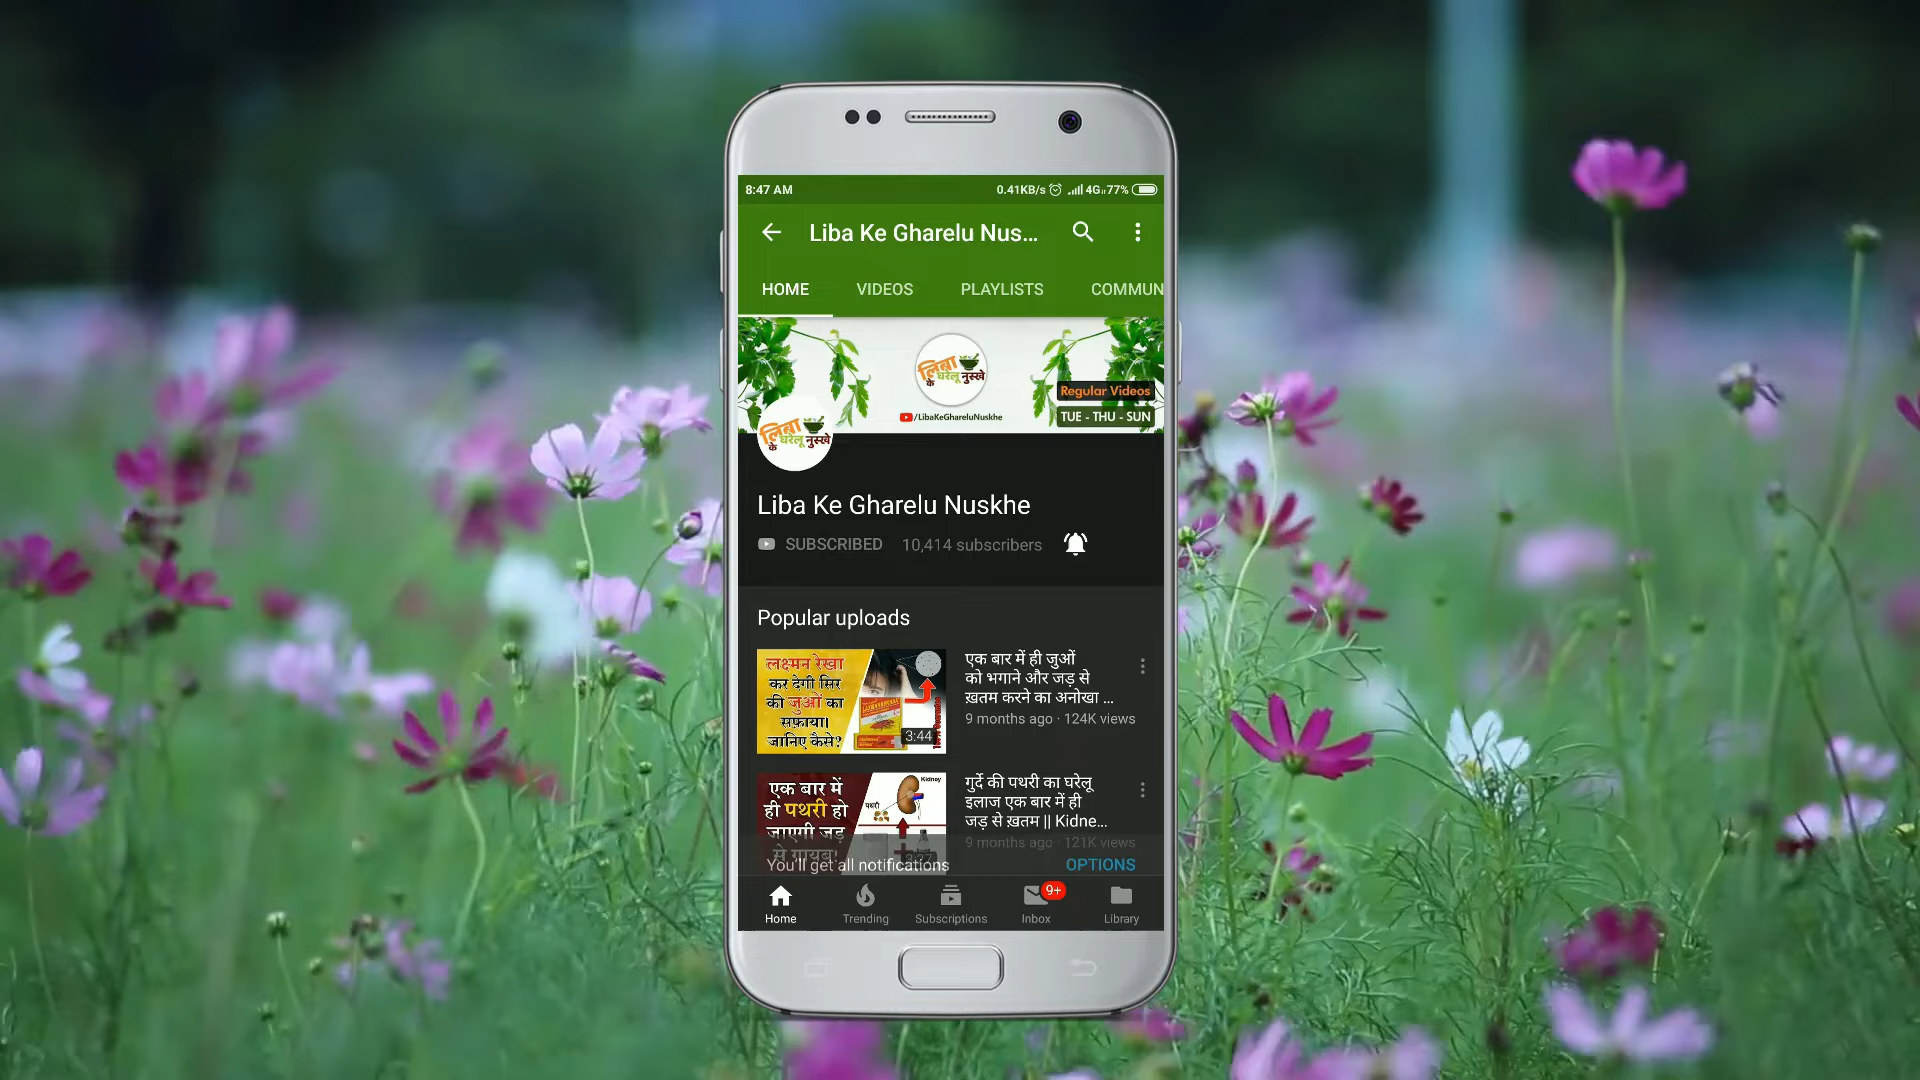 8:47 AM 0.41KB/s 4G 77%
Liba Ke Gharelu Nus...
HOME VIDEOS PLAYLISTS COMMUN
लिबा
के घरेलू नुस्खे
/LibaKeGhareluNuskhe
Regular Videos
TUE - THU - SUN
लिबा
के घरेलू नुस्खे
Liba Ke Gharelu Nuskhe
SUBSCRIBED 10,414 subscribers
Popular uploads
लक्ष्मन रेखा
कर देगी सिर
की जुओं का
सफ़ाया।
जानिए कैसे?
3:44
एक बार में ही जुओं
को भगाने और जड़ से
ख़तम करने का अनोखा ...
9 months ago · 124K views
एक बार में
ही पथरी हो
जाएगी जड़
से गायब!
Kidney
पथरी
3:27
गुर्दे की पथरी का घरेलू
इलाज एक बार में ही
जड़ से ख़तम || Kidne...
9 months ago · 121K views
You'll get all notifications OPTIONS
9+
Home Trending Subscriptions Inbox Library